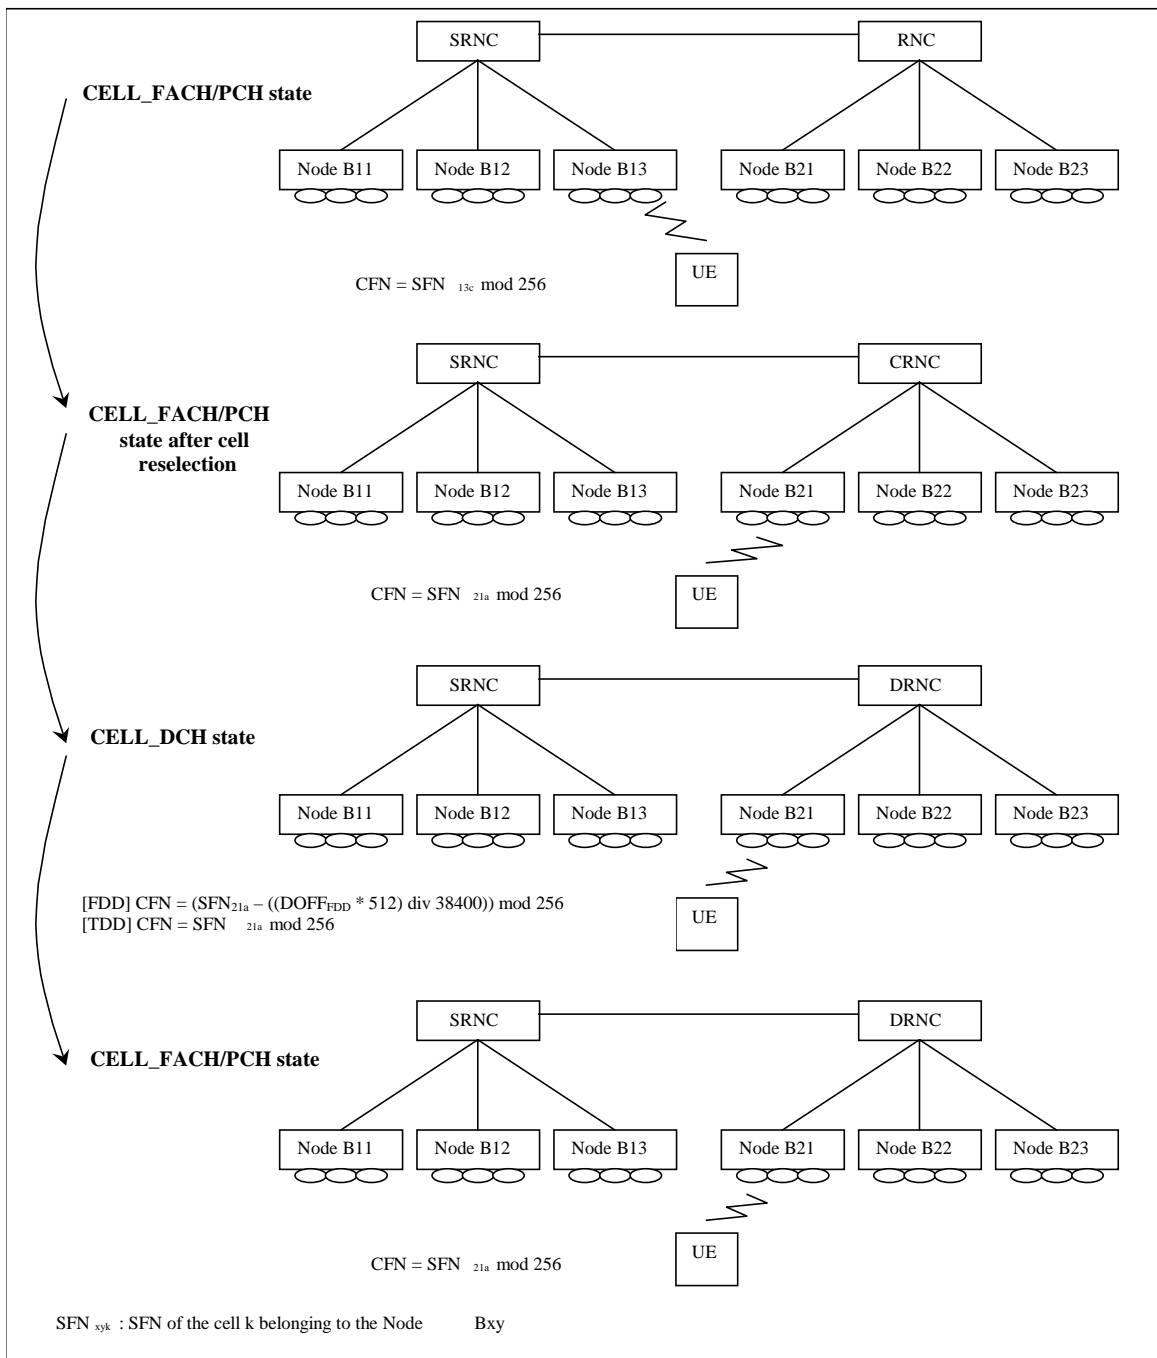 SRNC RNC
CELL_FACH/PCH state
Node B11 Node B12 Node B13 Node B21 Node B22 Node B23
UE
CFN = SFN 13c mod 256
SRNC CRNC
CELL_FACH/PCH
state after cell
reselection
Node B11 Node B12 Node B13 Node B21 Node B22 Node B23
UE
CFN = SFN 21a mod 256
SRNC DRNC
CELL_DCH state
Node B11 Node B12 Node B13 Node B21 Node B22 Node B23
[FDD] CFN = (SFN21a – ((DOFFFDD * 512) div 38400)) mod 256
UE
[TDD] CFN = SFN 21a mod 256
SRNC DRNC
CELL_FACH/PCH state
Node B11 Node B12 Node B13 Node B21 Node B22 Node B23
UE
CFN = SFN 21a mod 256
SFN xyk : SFN of the cell k belonging to the Node Bxy